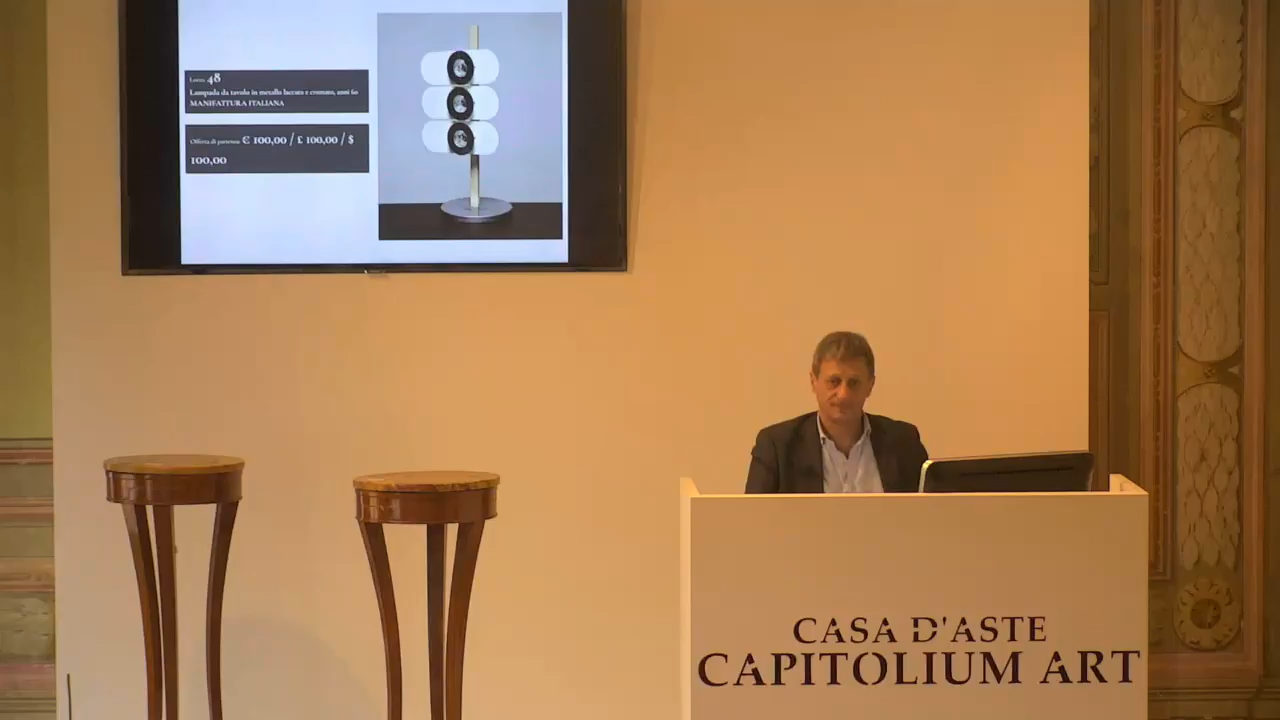 Lotto 48
Lampada da tavolo in metallo laccato e cromato, anni 60
MANIFATTURA ITALIANA
Offerta di partenza: € 100,00 / £ 100,00 / $
100,00
CASA D'ASTE
CAPITOLIUM ART